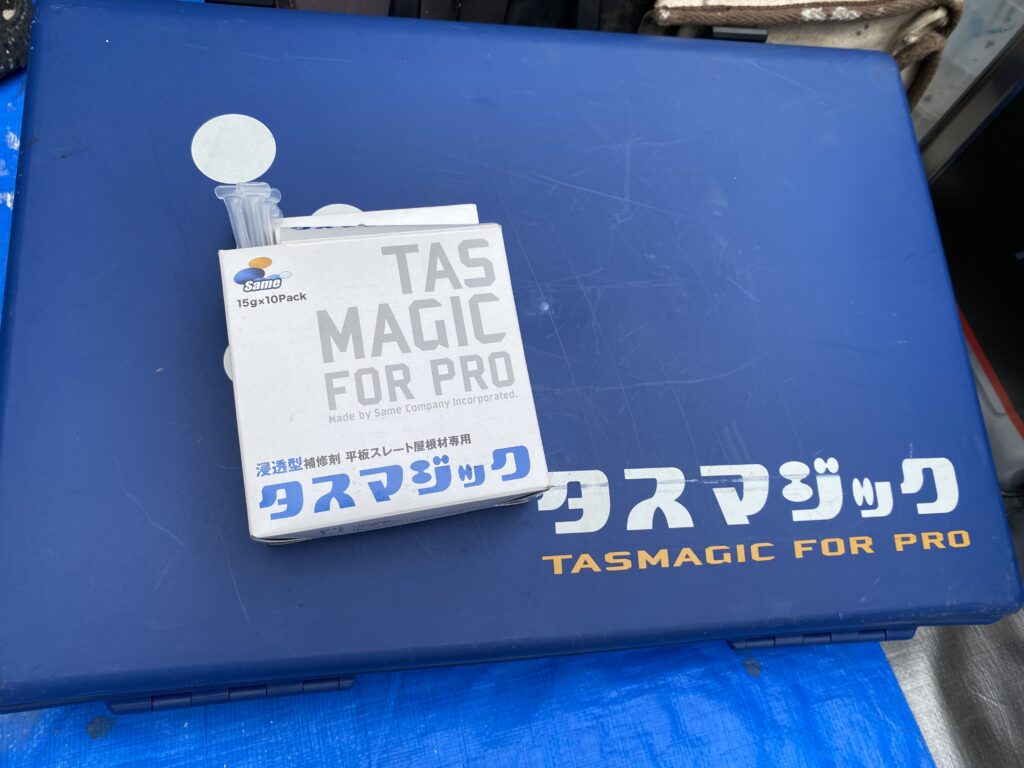 Same
15g×10Pack
TAS
MAGIC
FOR PRO
Made by Same Company Incorporated.
浸透型補修剤 平板スレート屋根材専用
タスマジック
タスマジック
TASMAGIC FOR PRO